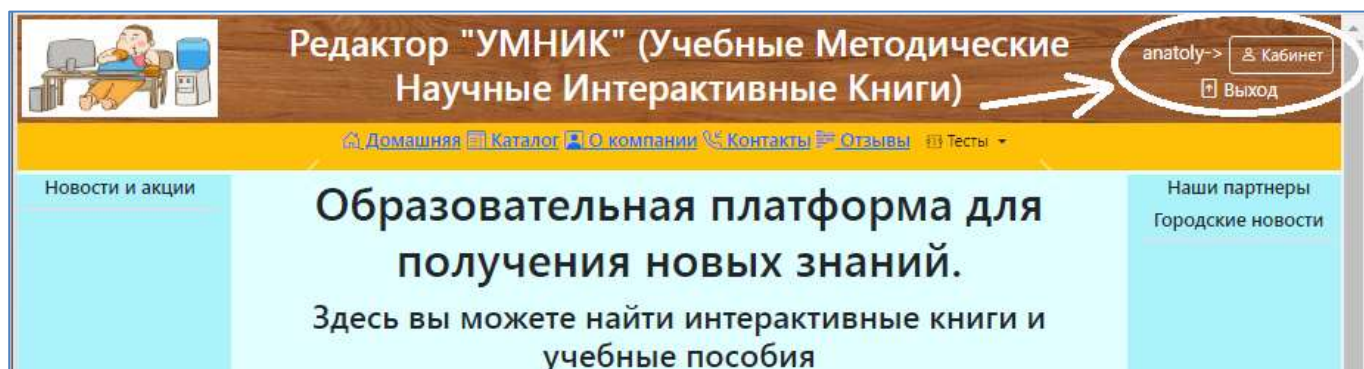 Редактор "УМНИК" (Учебные Методические
Научные Интерактивные Книги)
anatoly-> Кабинет
Выход
Домашняя Каталог О компании Контакты Отзывы Тесты
Новости и акции
Образовательная платформа для
получения новых знаний.
Здесь вы можете найти интерактивные книги и
учебные пособия
Наши партнеры
Городские новости